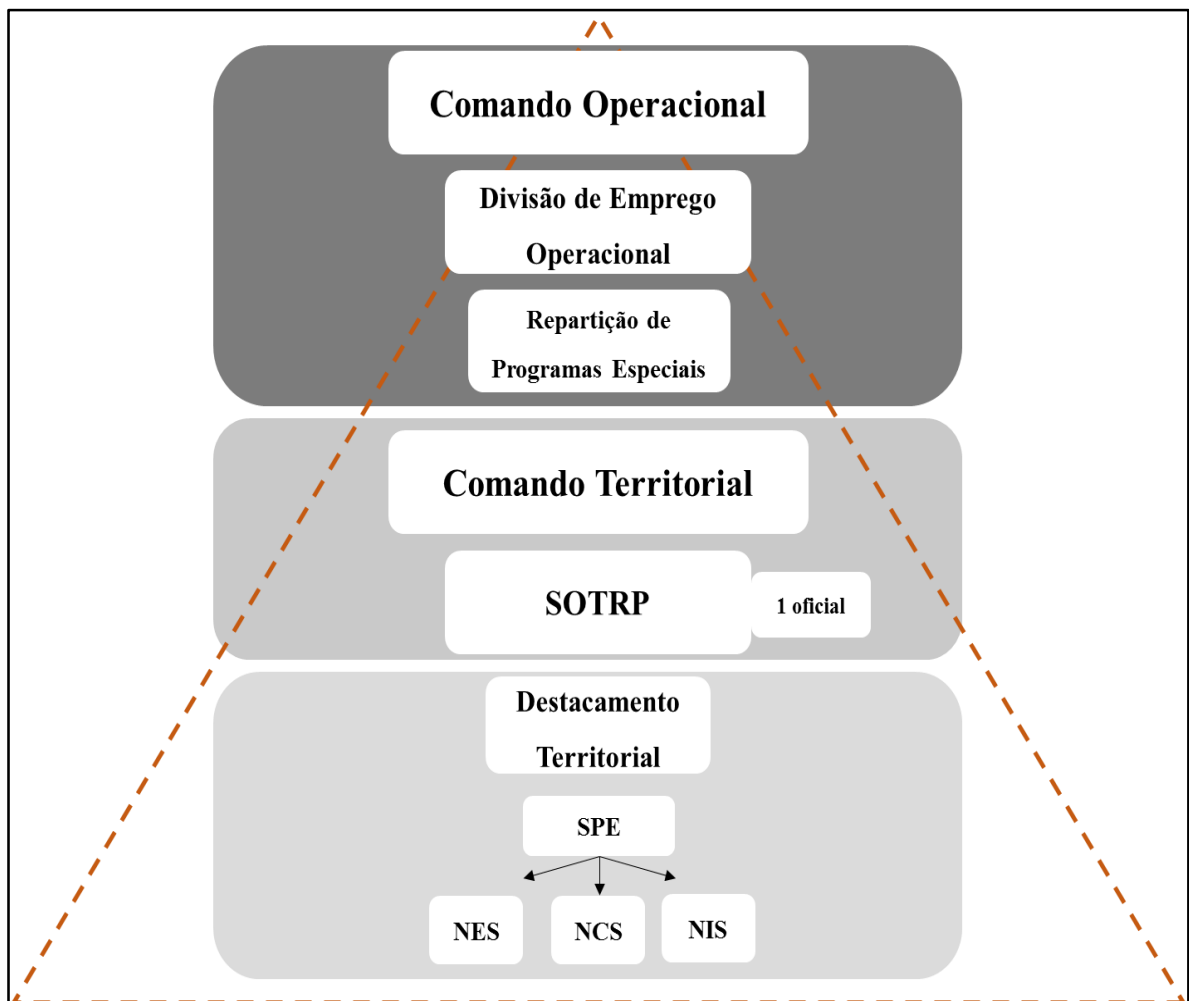 Comando Operacional
Divisão de Emprego
Operacional
Repartição de
Programas Especiais
Comando Territorial
SOTRP
1 oficial
Destacamento
Territorial
SPE
NES
NCS
NIS